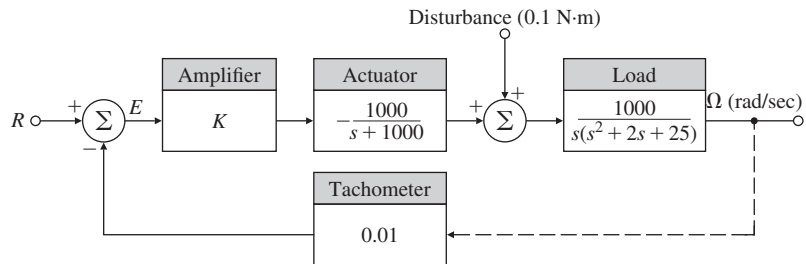 Disturbance (0.1 N·m)
Amplifier
Actuator
Load
R
+
Σ
−
E
K
−1000/(s + 1000)
+
+
Σ
1000/(s(s² + 2s + 25))
Ω (rad/sec)
Tachometer
0.01